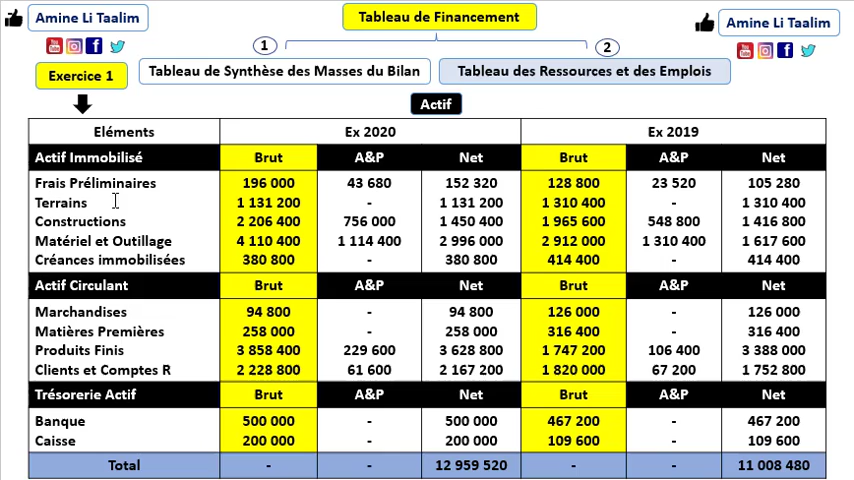 Amine Li Taalim
Tableau de Financement
Amine Li Taalim
1
2
Exercice 1
Tableau de Synthèse des Masses du Bilan
Tableau des Ressources et des Emplois
Actif
Eléments Ex 2020 Ex 2019
Actif Immobilisé Brut A&P Net Brut A&P Net
Frais Préliminaires 196 000 43 680 152 320 128 800 23 520 105 280
Terrains 1 131 200 - 1 131 200 1 310 400 - 1 310 400
Constructions 2 206 400 756 000 1 450 400 1 965 600 548 800 1 416 800
Matériel et Outillage 4 110 400 1 114 400 2 996 000 2 912 000 1 310 400 1 617 600
Créances immobilisées 380 800 - 380 800 414 400 - 414 400
Actif Circulant Brut A&P Net Brut A&P Net
Marchandises 94 800 - 94 800 126 000 - 126 000
Matières Premières 258 000 - 258 000 316 400 - 316 400
Produits Finis 3 858 400 229 600 3 628 800 1 747 200 106 400 3 388 000
Clients et Comptes R 2 228 800 61 600 2 167 200 1 820 000 67 200 1 752 800
Trésorerie Actif Brut A&P Net Brut A&P Net
Banque 500 000 - 500 000 467 200 - 467 200
Caisse 200 000 - 200 000 109 600 - 109 600
Total - - 12 959 520 - - 11 008 480